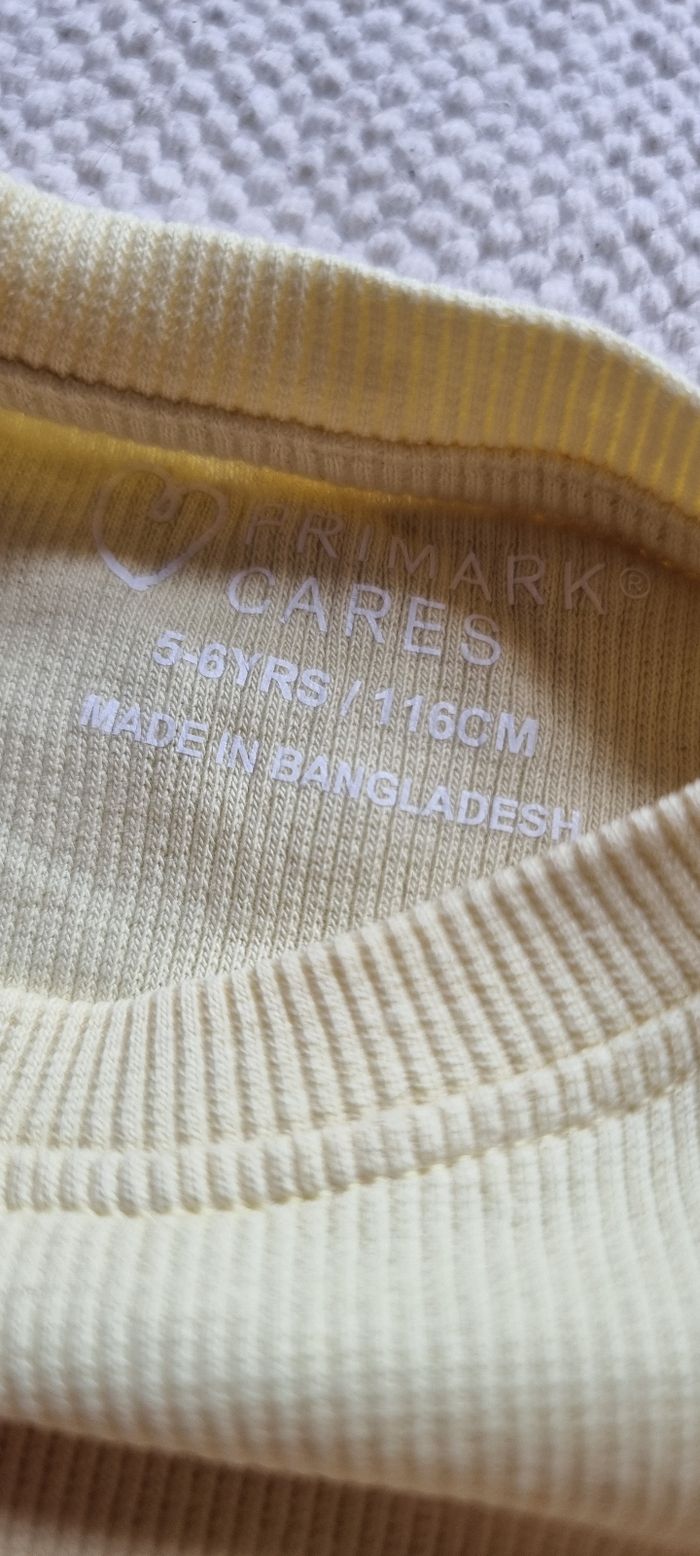 PRIMARK®
CARES
5-6YRS / 116CM
MADE IN BANGLADESH